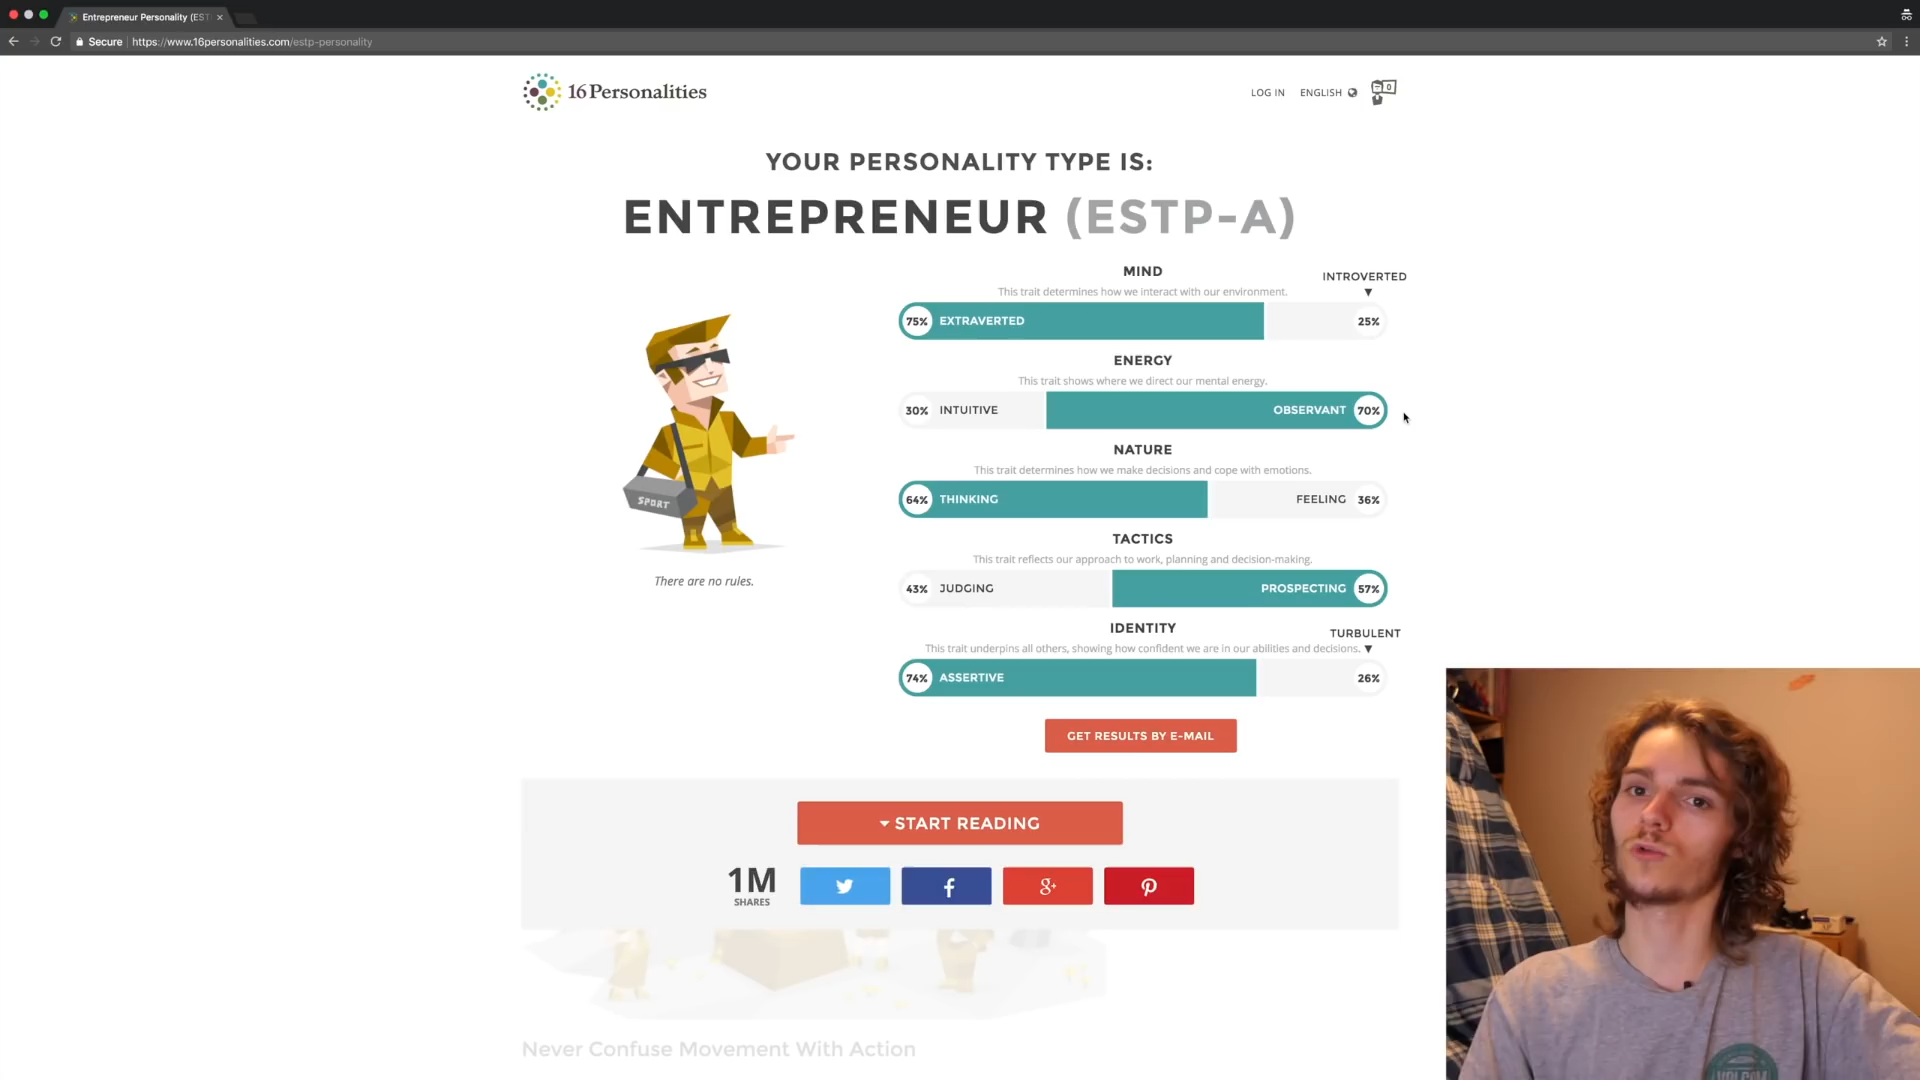 Entrepreneur Personality (EST
Secure https://www.16personalities.com/estp-personality
16Personalities
LOG IN ENGLISH 0
YOUR PERSONALITY TYPE IS:
ENTREPRENEUR (ESTP-A)
MIND
INTROVERTED
This trait determines how we interact with our environment.
75% EXTRAVERTED 25%
ENERGY
This trait shows where we direct our mental energy.
30% INTUITIVE OBSERVANT 70%
NATURE
This trait determines how we make decisions and cope with emotions.
64% THINKING FEELING 36%
TACTICS
This trait reflects our approach to work, planning and decision-making.
43% JUDGING PROSPECTING 57%
IDENTITY
TURBULENT
This trait underpins all others, showing how confident we are in our abilities and decisions.
74% ASSERTIVE 26%
SPORT
There are no rules.
GET RESULTS BY E-MAIL
START READING
1M
SHARES
g+
Never Confuse Movement With Action
VOLCOM